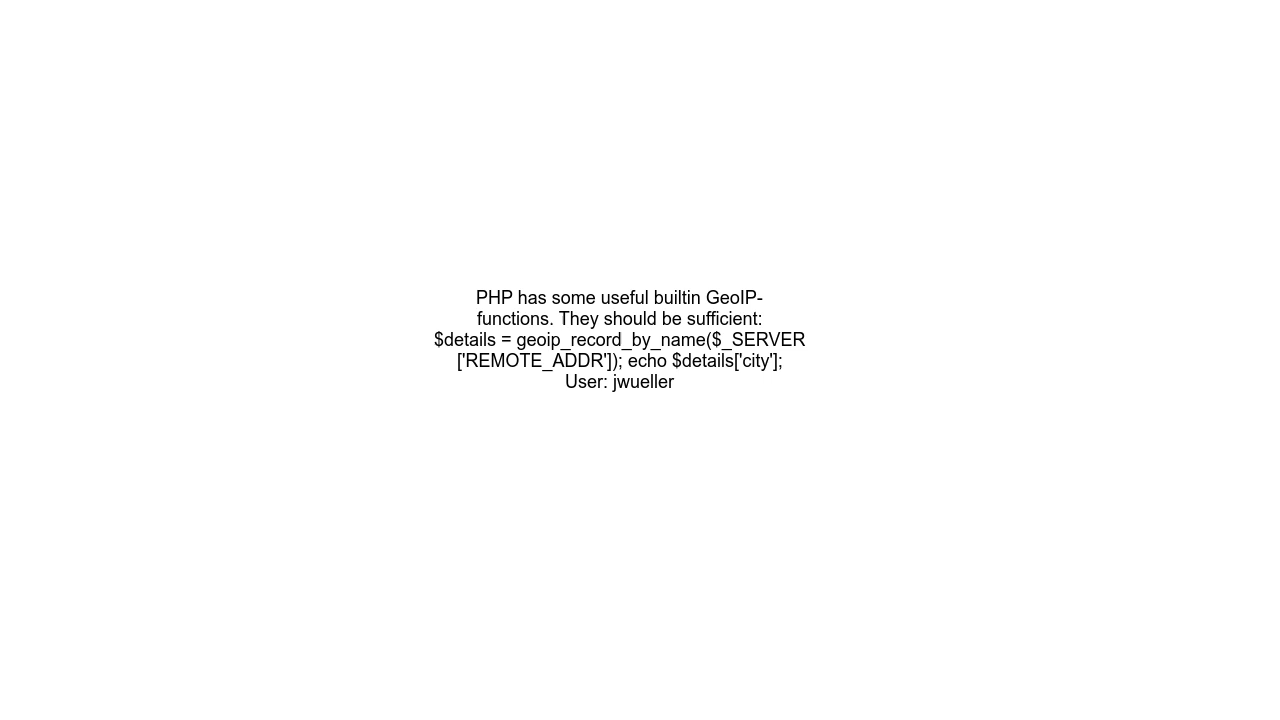 PHP has some useful builtin GeoIP-
functions. They should be sufficient:
$details = geoip_record_by_name($_SERVER
['REMOTE_ADDR']); echo $details['city'];
User: jwueller